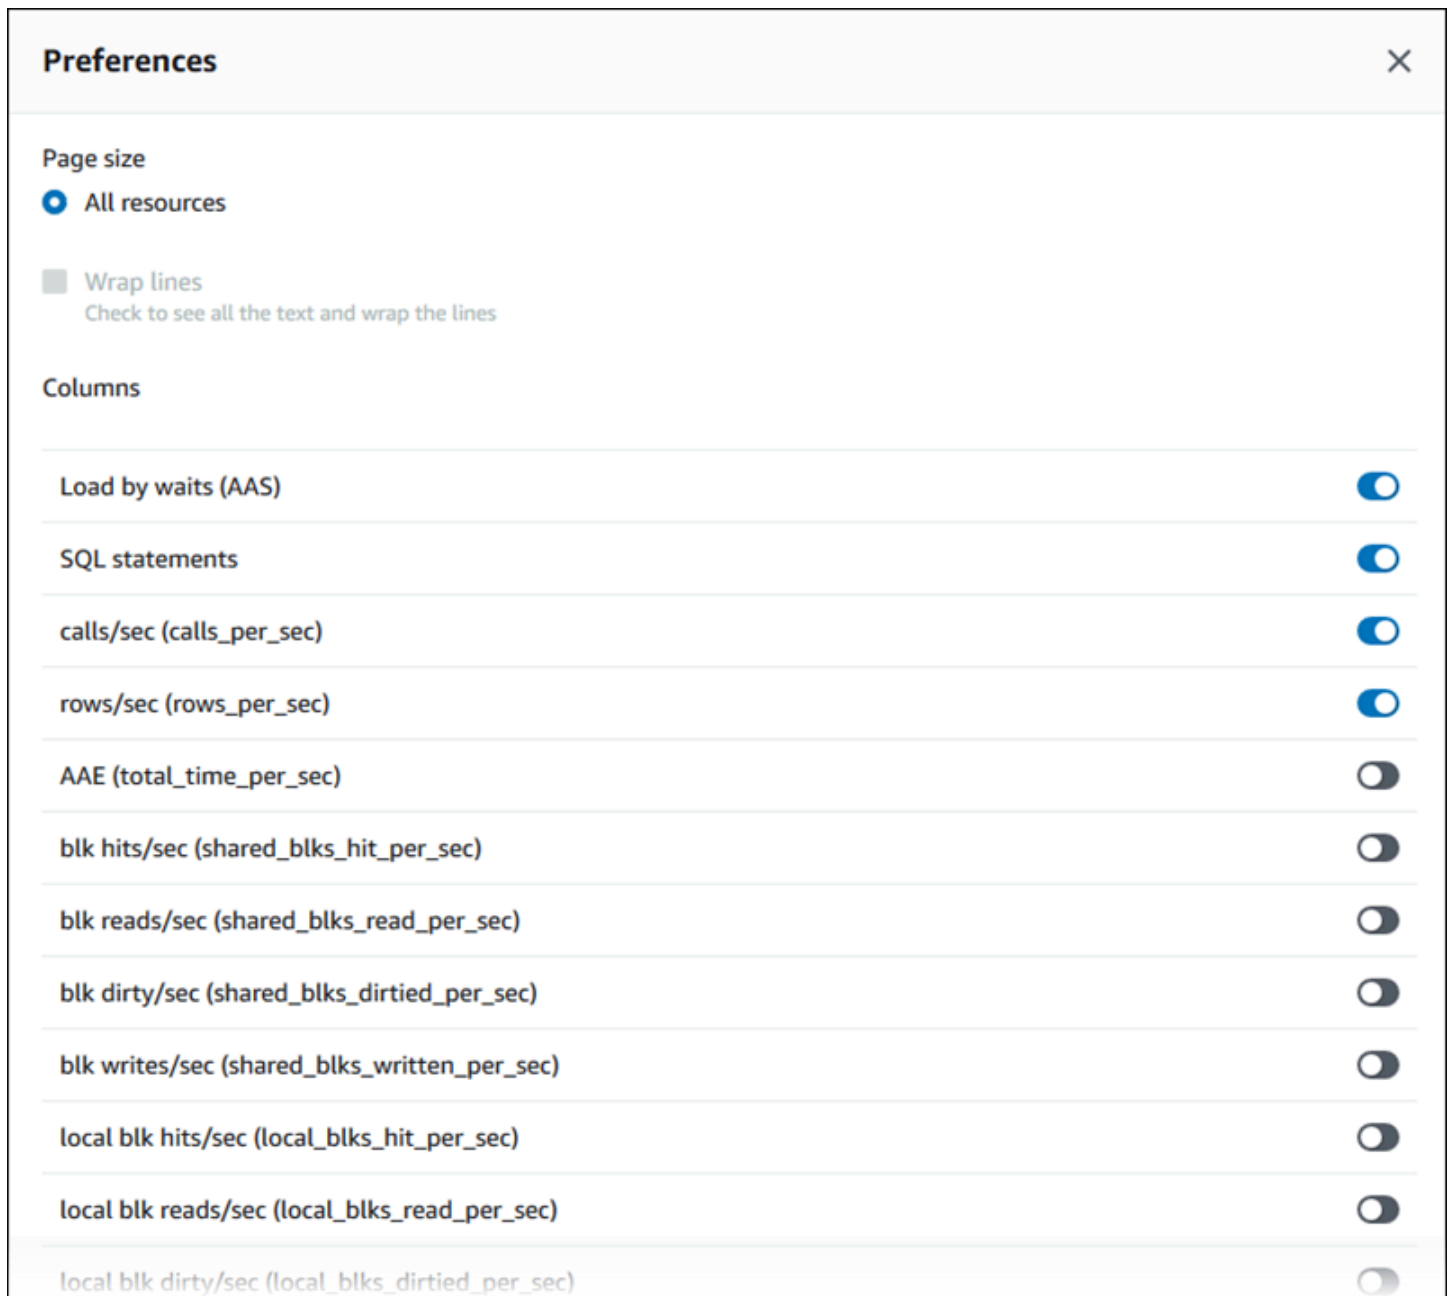 Preferences
Page size
All resources
Wrap lines
Check to see all the text and wrap the lines
Columns
Load by waits (AAS)
SQL statements
calls/sec (calls_per_sec)
rows/sec (rows_per_sec)
AAE (total_time_per_sec)
blk hits/sec (shared_blks_hit_per_sec)
blk reads/sec (shared_blks_read_per_sec)
blk dirty/sec (shared_blks_dirtied_per_sec)
blk writes/sec (shared_blks_written_per_sec)
local blk hits/sec (local_blks_hit_per_sec)
local blk reads/sec (local_blks_read_per_sec)
local blk dirty/sec (local_blks_dirtied_per_sec)